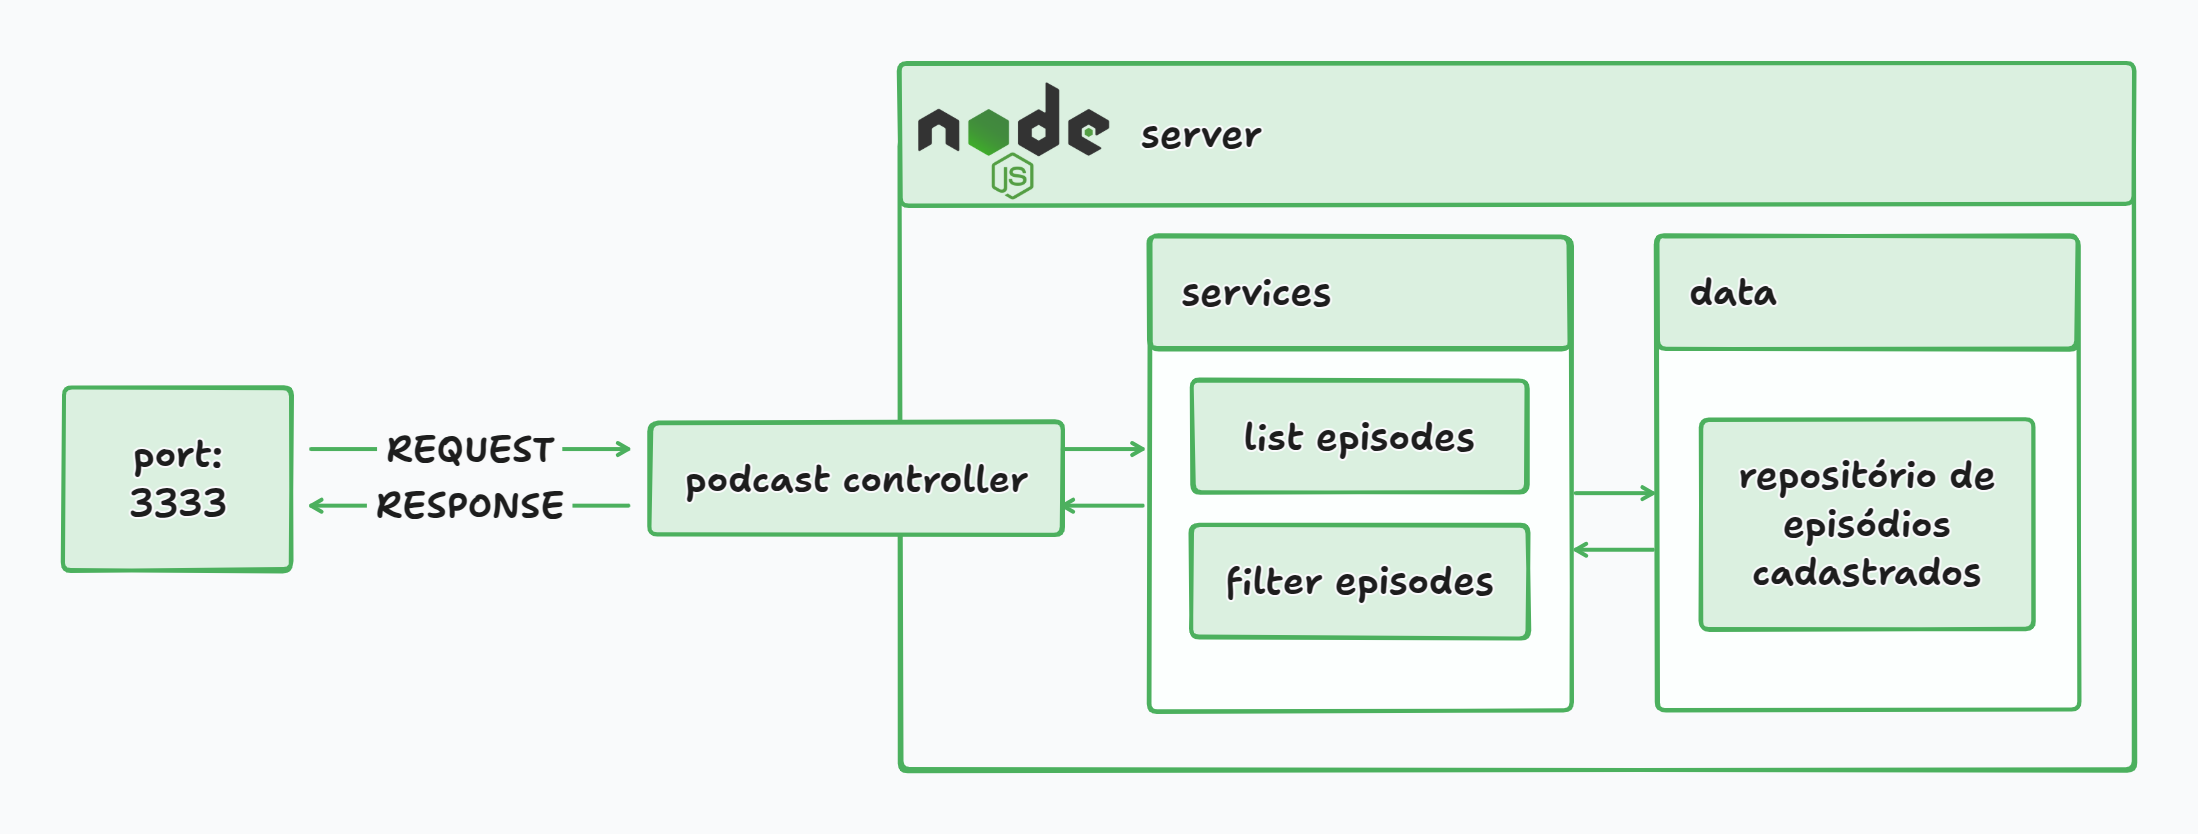 node
JS
server
services
data
list episodes
filter episodes
port:
3333
REQUEST
RESPONSE
podcast controller
repositório de
episódios
cadastrados